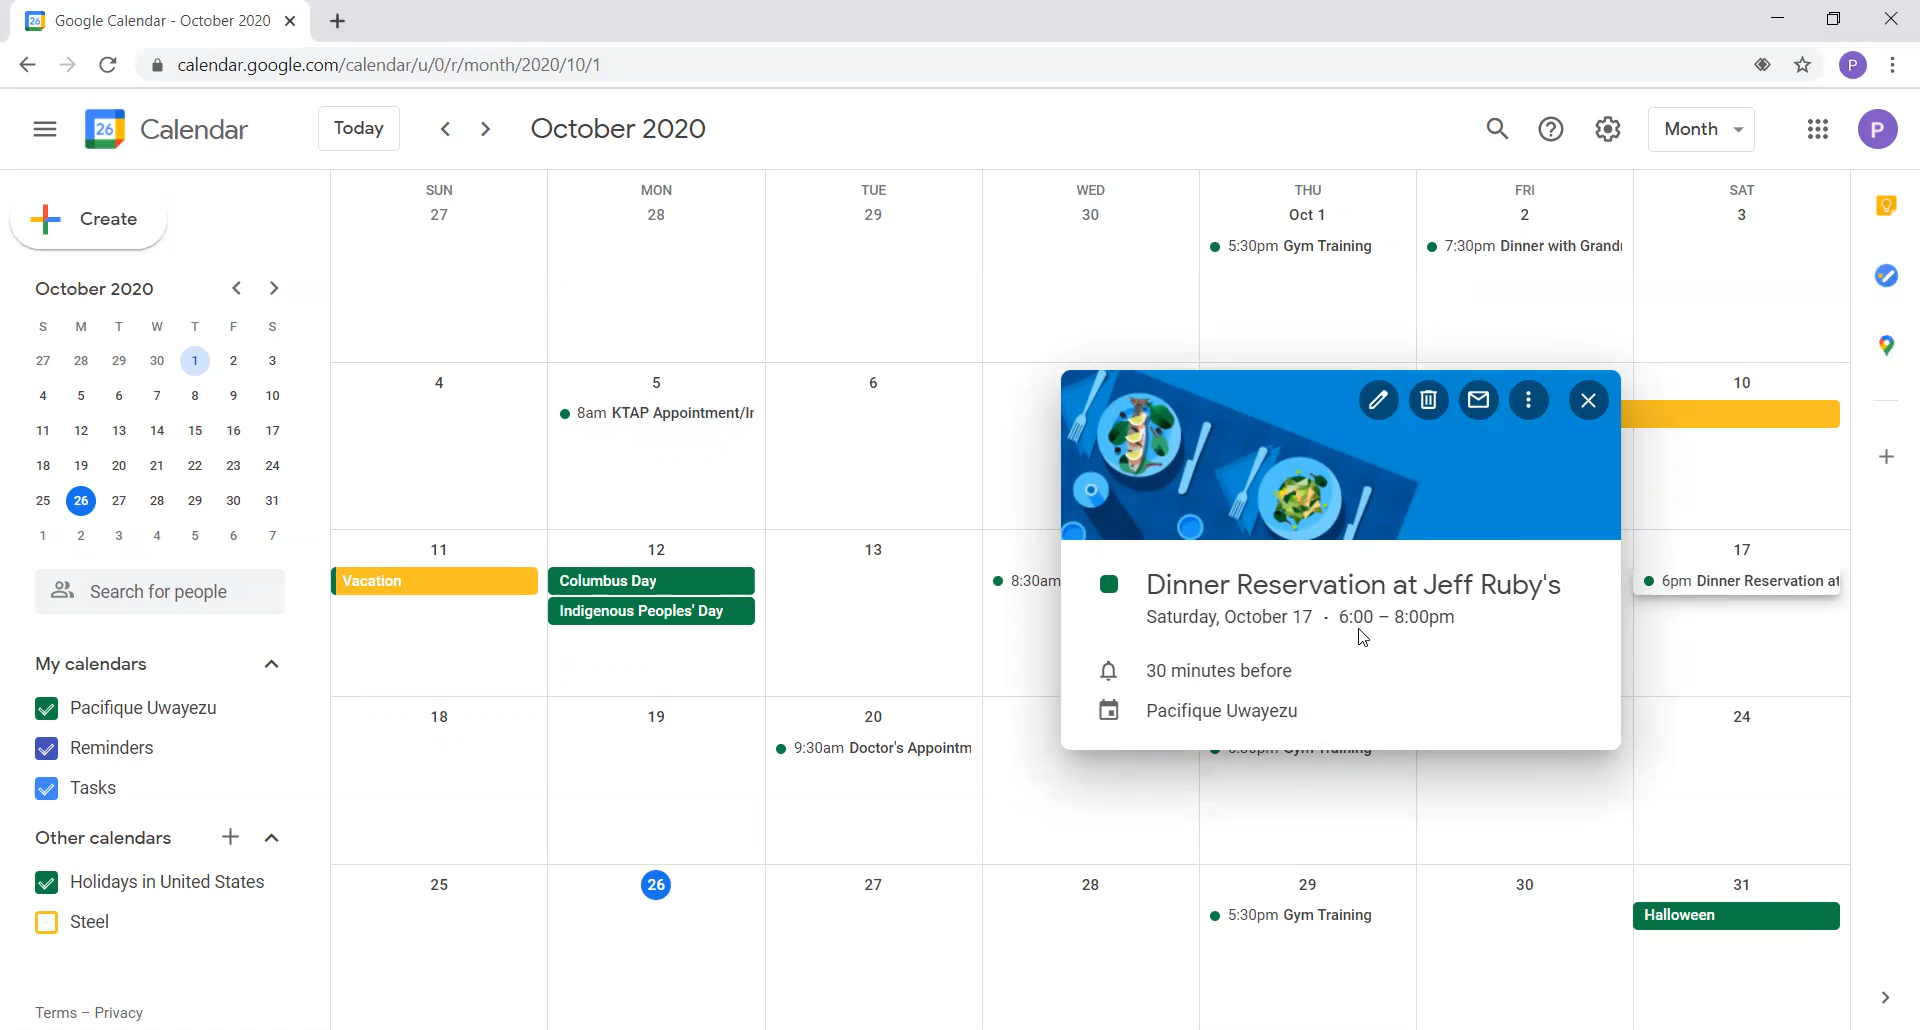 Google Calendar - October 2020
calendar.google.com/calendar/u/0/r/month/2020/10/1
P
26 Calendar
Today
October 2020
Month
P
Create
October 2020
S M T W T F S
27 28 29 30 1 2 3
4 5 6 7 8 9 10
11 12 13 14 15 16 17
18 19 20 21 22 23 24
25 26 27 28 29 30 31
1 2 3 4 5 6 7
Search for people
My calendars
Pacifique Uwayezu
Reminders
Tasks
Other calendars
Holidays in United States
Steel
Terms – Privacy
SUN MON TUE WED THU FRI SAT
27 28 29 30 Oct 1 2 3
5:30pm Gym Training
7:30pm Dinner with Grand
4 5 6 10
8am KTAP Appointment/Ir
11 12 13 17
Vacation
Columbus Day
Indigenous Peoples' Day
8:30am
6pm Dinner Reservation at
Dinner Reservation at Jeff Ruby's
Saturday, October 17 · 6:00 – 8:00pm
30 minutes before
Pacifique Uwayezu
18 19 20 24
9:30am Doctor's Appointm
25 26 27 28 29 30 31
5:30pm Gym Training
Halloween